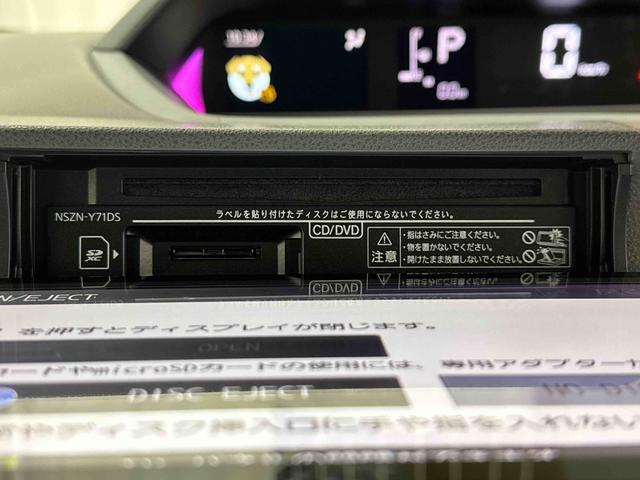 P
0
km/h
ラベルを貼り付けたディスクはご使用にならないでください。
NSZN-Y71DS
CD/DVD
SD
XC
注意
・指はさみにご注意ください。
・物を置かないでください。
・開けたまま放置しないでください。
N/EJECT
を押すとディスプレイが閉じます。
OPEN
カードやmicroSDカードの使用には、専用アダプターや
DISC EJECT
やディスク挿入口に手や指を入れない